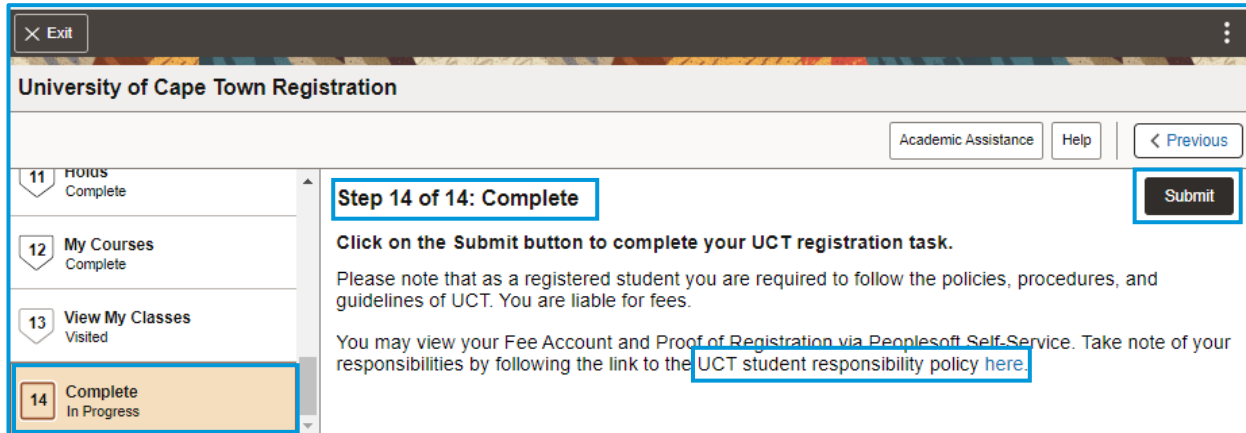 Exit
University of Cape Town Registration
Academic Assistance
Help
Previous
11
Holds
Complete
12
My Courses
Complete
13
View My Classes
Visited
14
Complete
In Progress
Step 14 of 14: Complete
Submit
Click on the Submit button to complete your UCT registration task.
Please note that as a registered student you are required to follow the policies, procedures, and
guidelines of UCT. You are liable for fees.
You may view your Fee Account and Proof of Registration via Peoplesoft Self-Service. Take note of your
responsibilities by following the link to the UCT student responsibility policy here.